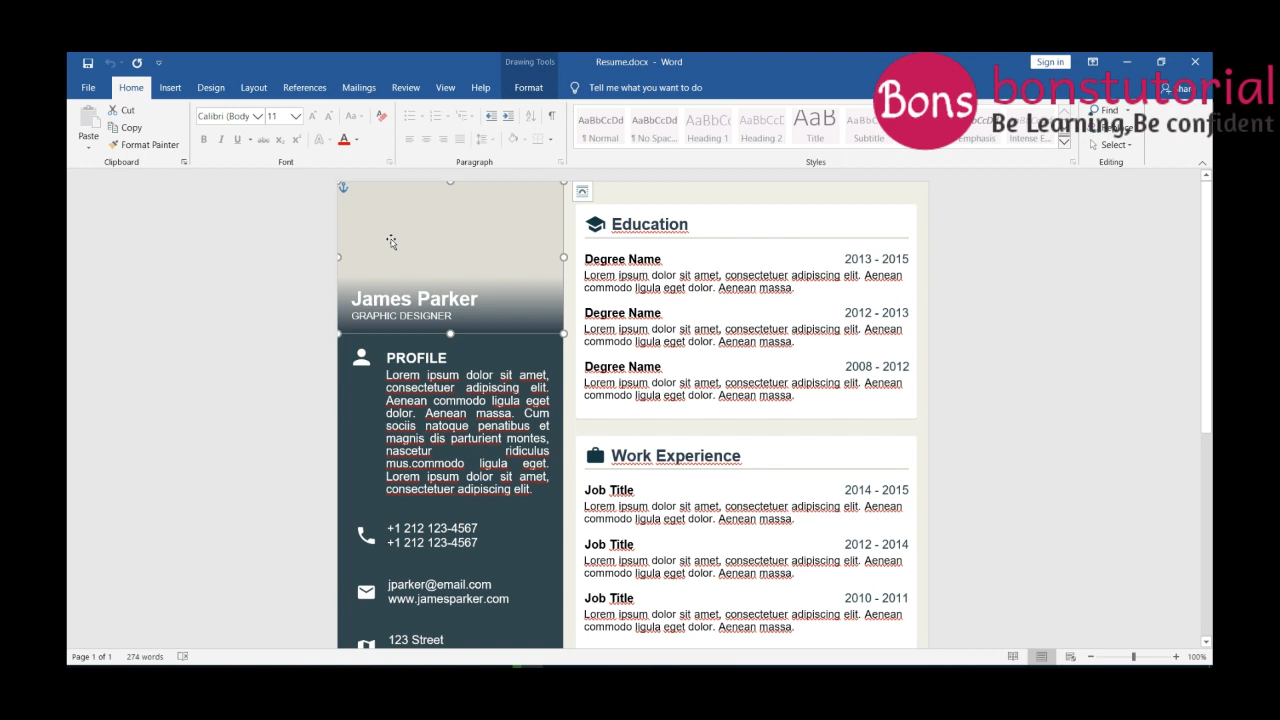 Drawing Tools
Resume.docx - Word
Sign in
File Home Insert Design Layout References Mailings Review View Help Format Tell me what you want to do
Bons
bonstutorial
Be Learning,Be confident
Paste
Cut
Copy
Format Painter
Clipboard
Calibri (Body 11
Aa
B I U abc X₂ X²
A
Font
Paragraph
AaBbCcDd AaBbCcDd AaBbC AaBbCcD AaB
¶ Normal ¶ No Spac... Heading 1 Heading 2 Title Subtitle Emphasis Intense E...
Styles
Find
Select
Editing
James Parker
GRAPHIC DESIGNER
PROFILE
Lorem ipsum dolor sit amet,
consectetuer adipiscing elit.
Aenean commodo ligula eget
dolor. Aenean massa. Cum
sociis natoque penatibus et
magnis dis parturient montes,
nascetur ridiculus
mus.commodo ligula eget.
Lorem ipsum dolor sit amet,
consectetuer adipiscing elit.
+1 212 123-4567
+1 212 123-4567
jparker@email.com
www.jamesparker.com
123 Street
Education
Degree Name 2013 - 2015
Lorem ipsum dolor sit amet, consectetuer adipiscing elit. Aenean
commodo ligula eget dolor. Aenean massa.
Degree Name 2012 - 2013
Lorem ipsum dolor sit amet, consectetuer adipiscing elit. Aenean
commodo ligula eget dolor. Aenean massa.
Degree Name 2008 - 2012
Lorem ipsum dolor sit amet, consectetuer adipiscing elit. Aenean
commodo ligula eget dolor. Aenean massa.
Work Experience
Job Title 2014 - 2015
Lorem ipsum dolor sit amet, consectetuer adipiscing elit. Aenean
commodo ligula eget dolor. Aenean massa.
Job Title 2012 - 2014
Lorem ipsum dolor sit amet, consectetuer adipiscing elit. Aenean
commodo ligula eget dolor. Aenean massa.
Job Title 2010 - 2011
Lorem ipsum dolor sit amet, consectetuer adipiscing elit. Aenean
commodo ligula eget dolor. Aenean massa.
Page 1 of 1 274 words
100%